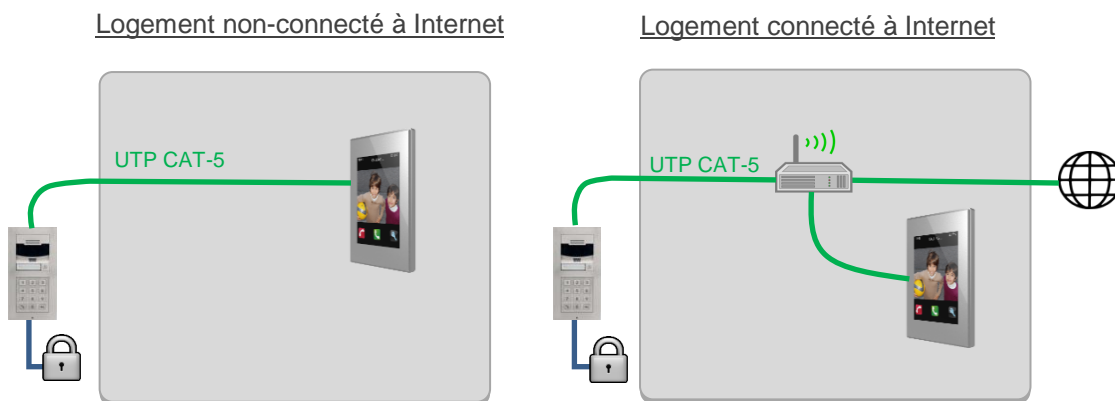 Logement non-connecté à Internet
Logement connecté à Internet
UTP CAT-5
UTP CAT-5